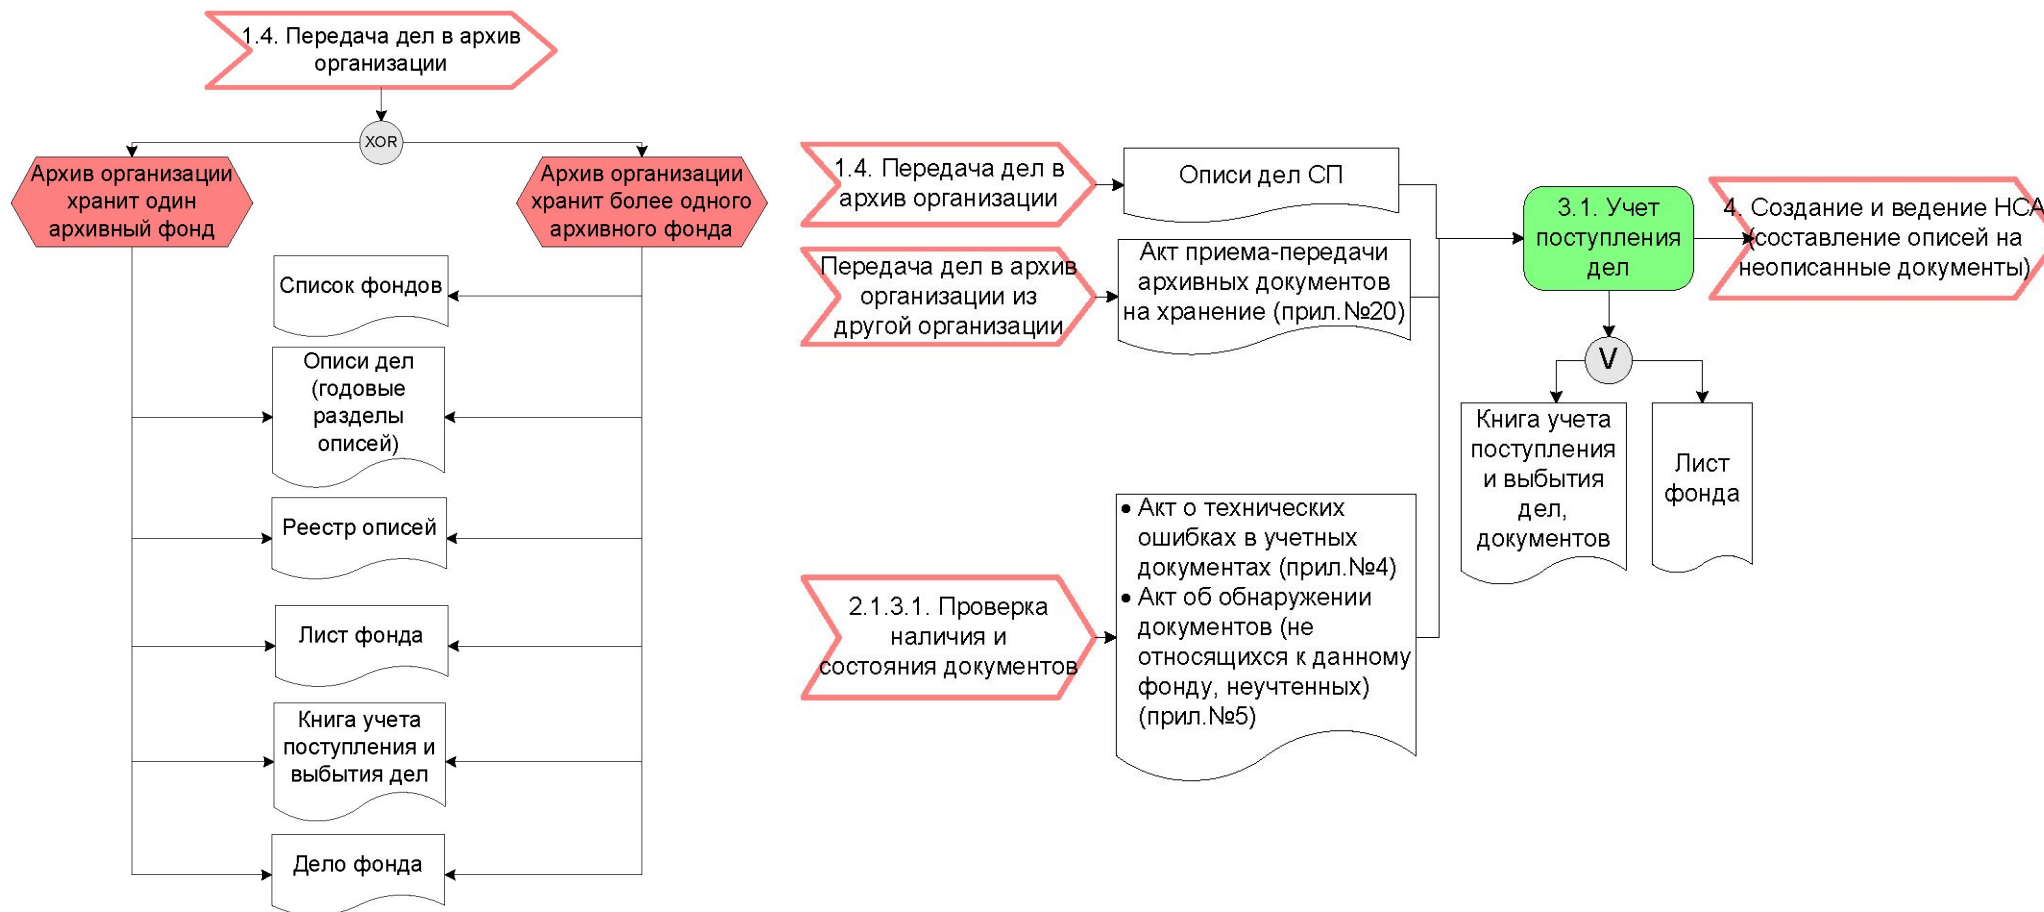 1.4. Передача дел в архив
организации
XOR
Архив организации
хранит один
архивный фонд
Архив организации
хранит более одного
архивного фонда
Список фондов
Описи дел
(годовые
разделы
описей)
Реестр описей
Лист фонда
Книга учета
поступления и
выбытия дел
Дело фонда
1.4. Передача дел в
архив организации
Описи дел СП
Передача дел в архив
организации из
другой организации
Акт приема-передачи
архивных документов
на хранение (прил.№20)
2.1.3.1. Проверка
наличия и
состояния документов
• Акт о технических
ошибках в учетных
документах (прил.№4)
• Акт об обнаружении
документов (не
относящихся к данному
фонду, неучтенных)
(прил.№5)
3.1. Учет
поступления
дел
4. Создание и ведение НСА
(составление описей на
неописанные документы)
V
Книга учета
поступления
и выбытия
дел,
документов
Лист
фонда